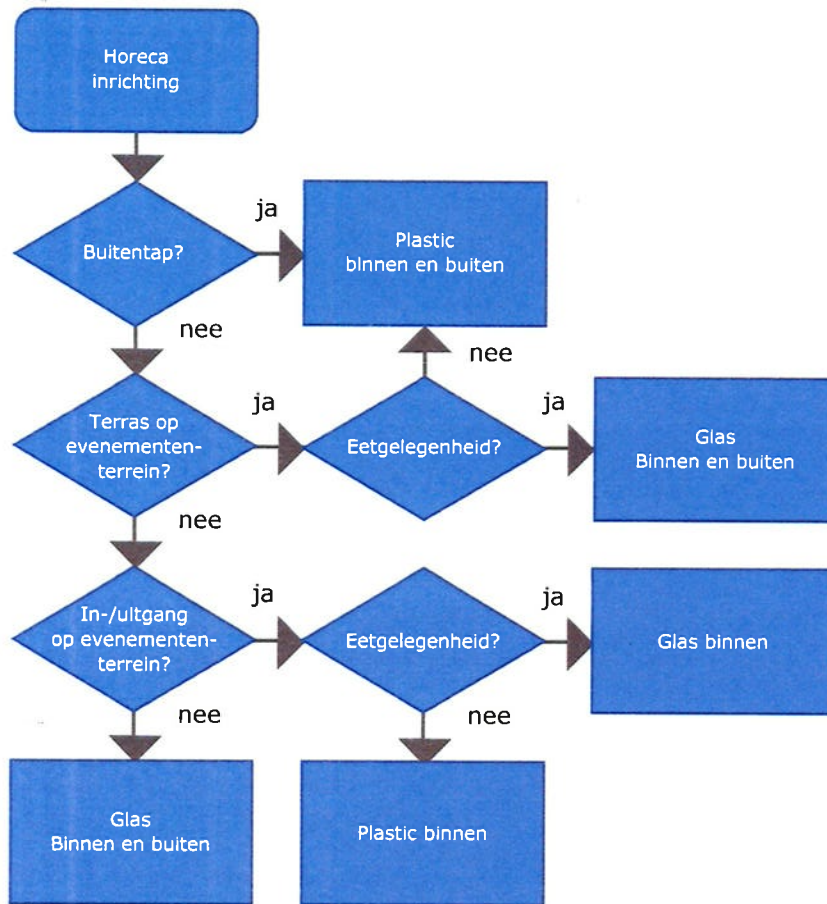 Horeca
inrichting
Buitentap?
ja
Plastic
binnen en buiten
nee
nee
Terras op
evenementen-
terrein?
ja
Eetgelegenheid?
ja
Glas
Binnen en buiten
nee
In-/uitgang
op evenementen-
terrein?
ja
Eetgelegenheid?
ja
Glas binnen
nee
nee
Glas
Binnen en buiten
Plastic binnen